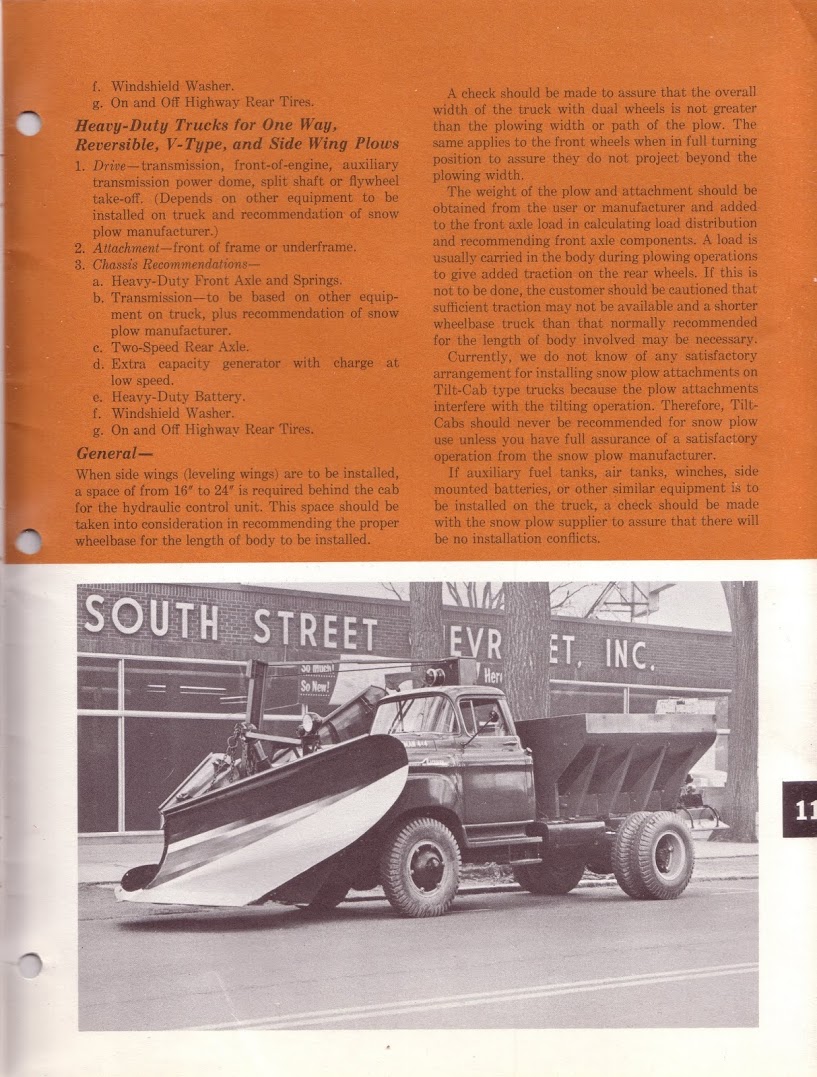 f. Windshield Washer.
g. On and Off Highway Rear Tires.
Heavy-Duty Trucks for One Way,
Reversible, V-Type, and Side Wing Plows
1. Drive—transmission, front-of-engine, auxiliary
transmission power dome, split shaft or flywheel
take-off. (Depends on other equipment to be
installed on truck and recommendation of snow
plow manufacturer.)
2. Attachment—front of frame or underframe.
3. Chassis Recommendations—
a. Heavy-Duty Front Axle and Springs.
b. Transmission—to be based on other equip-
ment on truck, plus recommendation of snow
plow manufacturer.
c. Two-Speed Rear Axle.
d. Extra capacity generator with charge at
low speed.
e. Heavy-Duty Battery.
f. Windshield Washer.
g. On and Off Highway Rear Tires.
General—
When side wings (leveling wings) are to be installed,
a space of from 16″ to 24″ is required behind the cab
for the hydraulic control unit. This space should be
taken into consideration in recommending the proper
wheelbase for the length of body to be installed.
A check should be made to assure that the overall
width of the truck with dual wheels is not greater
than the plowing width or path of the plow. The
same applies to the front wheels when in full turning
position to assure they do not project beyond the
plowing width.
The weight of the plow and attachment should be
obtained from the user or manufacturer and added
to the front axle load in calculating load distribution
and recommending front axle components. A load is
usually carried in the body during plowing operations
to give added traction on the rear wheels. If this is
not to be done, the customer should be cautioned that
sufficient traction may not be available and a shorter
wheelbase truck than that normally recommended
for the length of body involved may be necessary.
Currently, we do not know of any satisfactory
arrangement for installing snow plow attachments on
Tilt-Cab type trucks because the plow attachments
interfere with the tilting operation. Therefore, Tilt-
Cabs should never be recommended for snow plow
use unless you have full assurance of a satisfactory
operation from the snow plow manufacturer.
If auxiliary fuel tanks, air tanks, winches, side
mounted batteries, or other similar equipment is to
be installed on the truck, a check should be made
with the snow plow supplier to assure that there will
be no installation conflicts.
SOUTH STREET HEVR ET, INC.
So Much!
So New!
Her
11